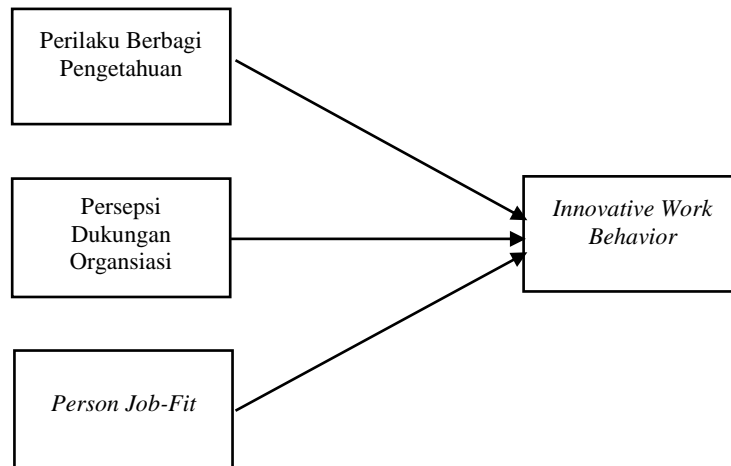 Perilaku Berbagi
Pengetahuan
Persepsi
Dukungan
Organsiasi
Innovative Work
Behavior
Person Job-Fit